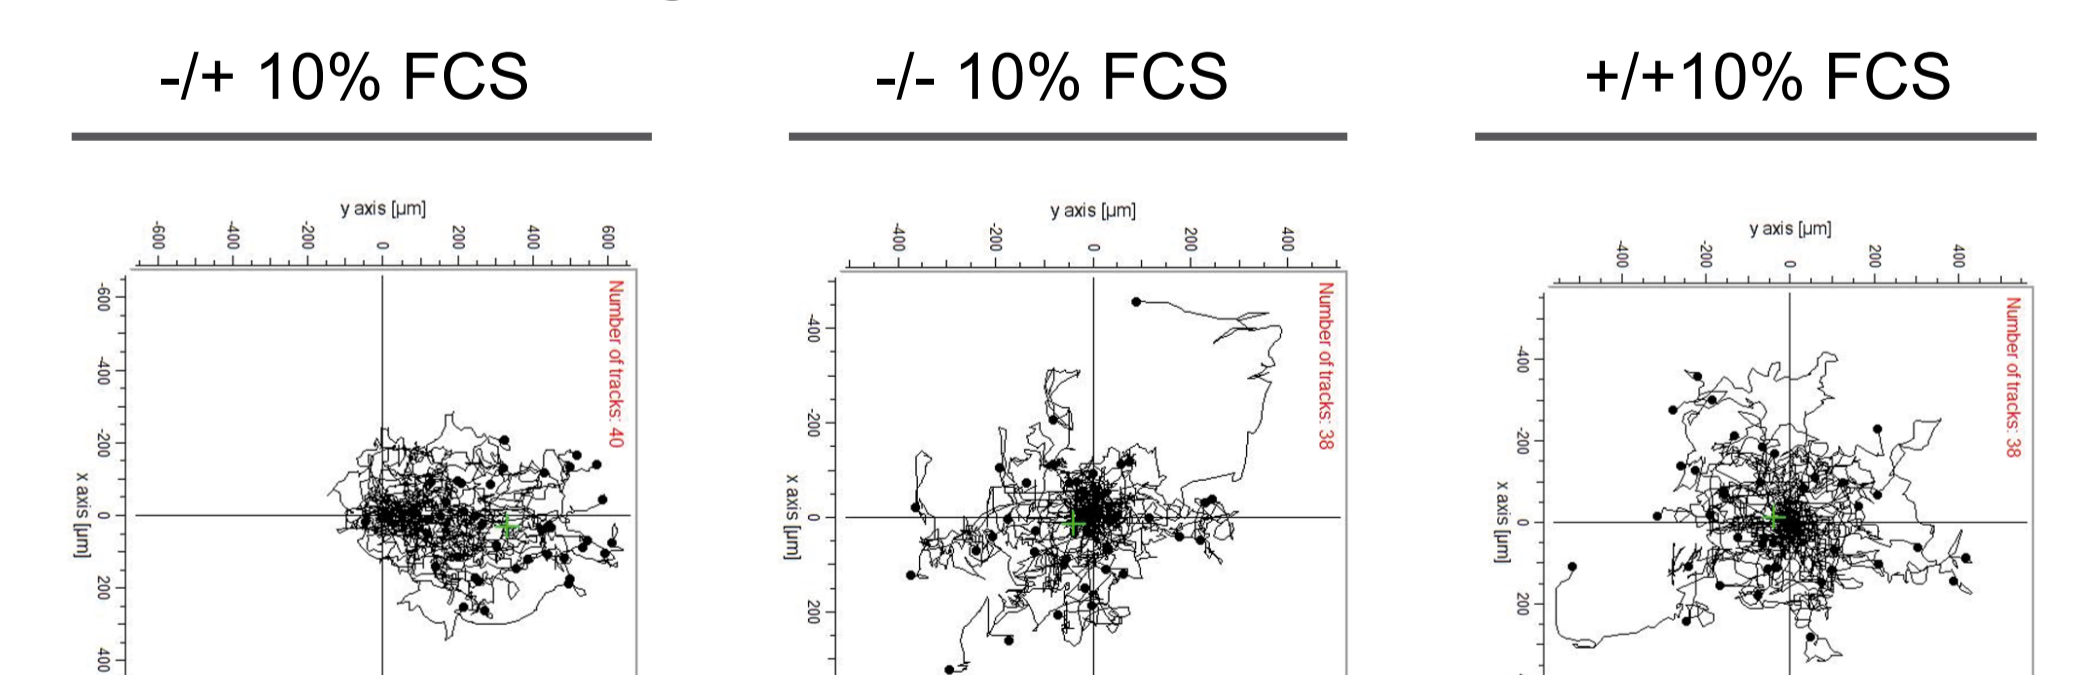 -/+ 10% FCS
-/- 10% FCS
+/+10% FCS
y axis [µm]
-600 -400 -200 0 200 400 600
x axis [µm]
-600 -400 -200 0 200 400
Number of tracks: 40
y axis [µm]
-400 -200 0 200 400
x axis [µm]
-400 -200 0 200
Number of tracks: 38
y axis [µm]
-400 -200 0 200 400
x axis [µm]
-400 -200 0 200
Number of tracks: 38